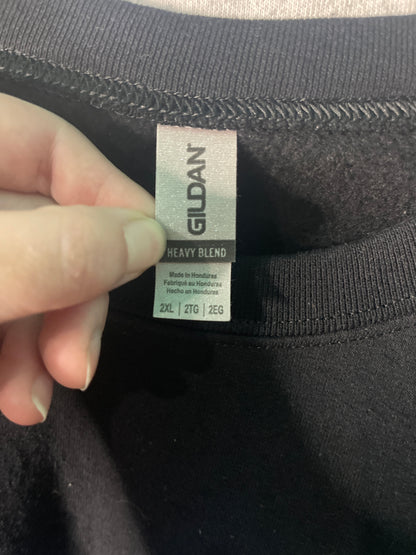 GILDAN
HEAVY BLEND
Made in Honduras
Fabriqué au Honduras
Hecho en Honduras
2XL | 2TG | 2EG